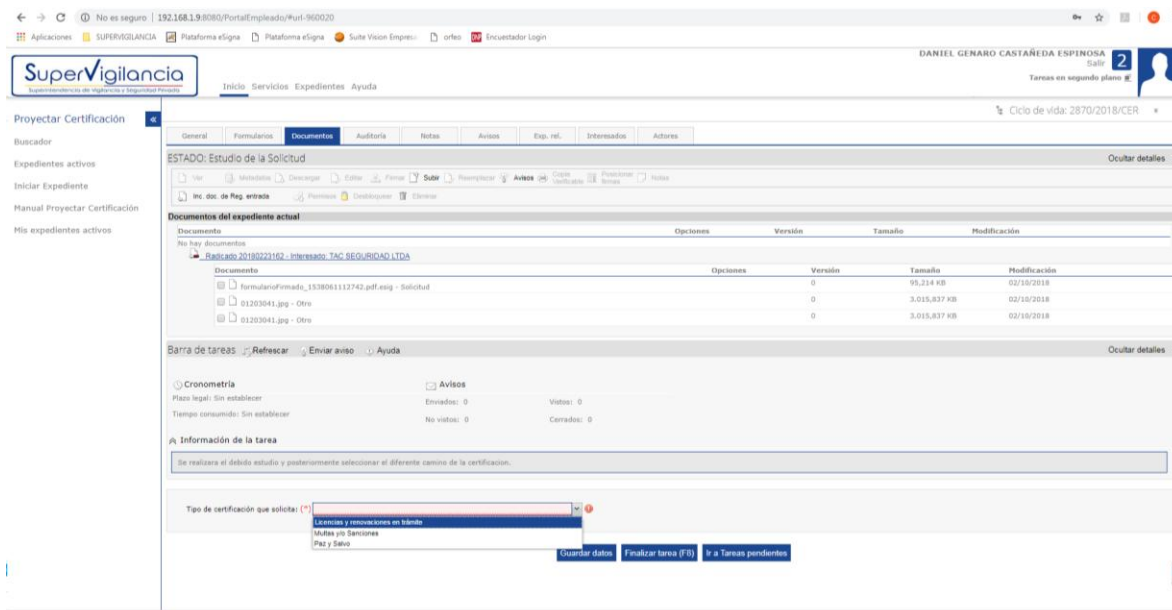 No es seguro | 192.168.1.9:8080/PortalEmpleado/#url-960020
Aplicaciones SUPERVIGILANCIA Plataforma eSigna Plataforma eSigna Suite Vision Empres orfeo Encuestador Login
DANIEL GENARO CASTAÑEDA ESPINOSA
Salir 2
Tareas en segundo plano
SuperVigilancia
Superintendencia de Vigilancia y Seguridad Privada
Inicio Servicios Expedientes Ayuda
Ciclo de vida: 2870/2018/CER x
Proyectar Certificación «
Buscador
Expedientes activos
Iniciar Expediente
Manual Proyectar Certificación
Mis expedientes activos
General Formularios Documentos Auditoría Notas Avisos Exp. rel. Interesados Actores
ESTADO: Estudio de la Solicitud Ocultar detalles
Ver Metadatos Descargar Editar Firmar Subir Reemplazar Avisos Copia Verificable Posicionar firmas Notas
Inc. doc. de Reg. entrada Permisos Desbloquear Eliminar
Documentos del expediente actual
Documento Opciones Versión Tamaño Modificación
No hay documentos
Radicado 20180223162 - Interesado: TAC SEGURIDAD LTDA
Documento Opciones Versión Tamaño Modificación
formularioFirmado_1538061112742.pdf.esig - Solicitud 0 95,214 KB 02/10/2018
01203041.jpg - Otro 0 3.015,837 KB 02/10/2018
01203041.jpg - Otro 0 3.015,837 KB 02/10/2018
Barra de tareas Refrescar Enviar aviso Ayuda Ocultar detalles
Cronometría Avisos
Plazo legal: Sin establecer Enviados: 0 Vistos: 0
Tiempo consumido: Sin establecer No vistos: 0 Cerrados: 0
Información de la tarea
Se realizara el debido estudio y posteriormente seleccionar el diferente camino de la certificacion.
Tipo de certificación que solicita: (*)
Licencias y renovaciones en trámite
Multas y/o Sanciones
Paz y Salvo
Guardar datos Finalizar tarea (F8) Ir a Tareas pendientes